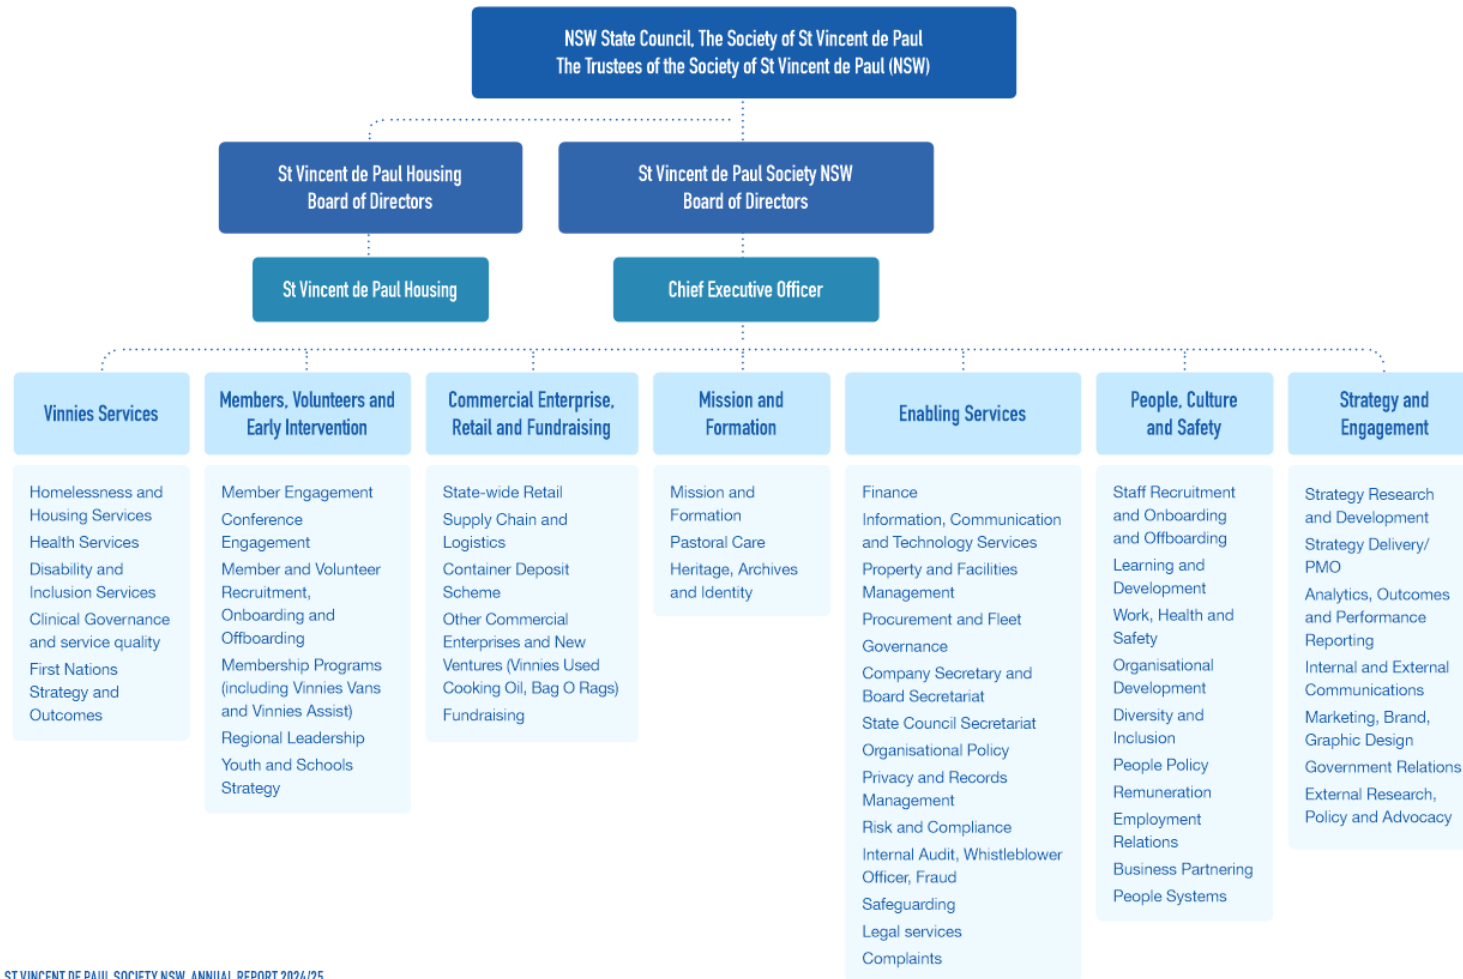 NSW State Council, The Society of St Vincent de Paul
The Trustees of the Society of St Vincent de Paul (NSW)
St Vincent de Paul Housing
Board of Directors
St Vincent de Paul Society NSW
Board of Directors
St Vincent de Paul Housing
Chief Executive Officer
Vinnies Services
Homelessness and
Housing Services
Health Services
Disability and
Inclusion Services
Clinical Governance
and service quality
First Nations
Strategy and
Outcomes
Members, Volunteers and
Early Intervention
Member Engagement
Conference
Engagement
Member and Volunteer
Recruitment,
Onboarding and
Offboarding
Membership Programs
(including Vinnies Vans
and Vinnies Assist)
Regional Leadership
Youth and Schools
Strategy
Commercial Enterprise,
Retail and Fundraising
State-wide Retail
Supply Chain and
Logistics
Container Deposit
Scheme
Other Commercial
Enterprises and New
Ventures (Vinnies Used
Cooking Oil, Bag O Rags)
Fundraising
Mission and
Formation
Mission and
Formation
Pastoral Care
Heritage, Archives
and Identity
Enabling Services
Finance
Information, Communication
and Technology Services
Property and Facilities
Management
Procurement and Fleet
Governance
Company Secretary and
Board Secretariat
State Council Secretariat
Organisational Policy
Privacy and Records
Management
Risk and Compliance
Internal Audit, Whistleblower
Officer, Fraud
Safeguarding
Legal services
Complaints
People, Culture
and Safety
Staff Recruitment
and Onboarding
and Offboarding
Learning and
Development
Work, Health and
Safety
Organisational
Development
Diversity and
Inclusion
People Policy
Remuneration
Employment
Relations
Business Partnering
People Systems
Strategy and
Engagement
Strategy Research
and Development
Strategy Delivery/
PMO
Analytics, Outcomes
and Performance
Reporting
Internal and External
Communications
Marketing, Brand,
Graphic Design
Government Relations
External Research,
Policy and Advocacy
ST VINCENT DE PAUL SOCIETY NSW ANNUAL REPORT 2024/25